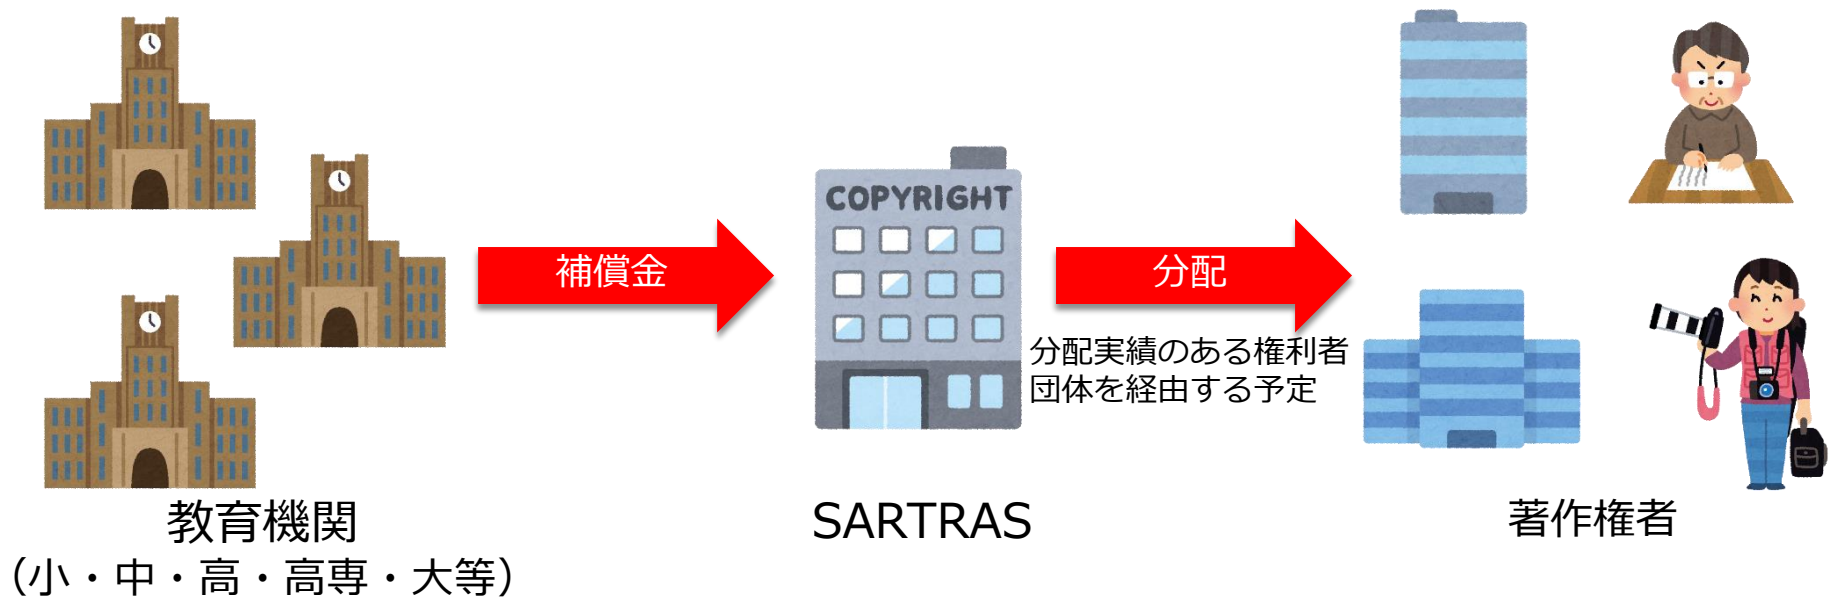 COPYRIGHT
補償金
分配
分配実績のある権利者
団体を経由する予定
教育機関
（小・中・高・高専・大等）
SARTRAS
著作権者